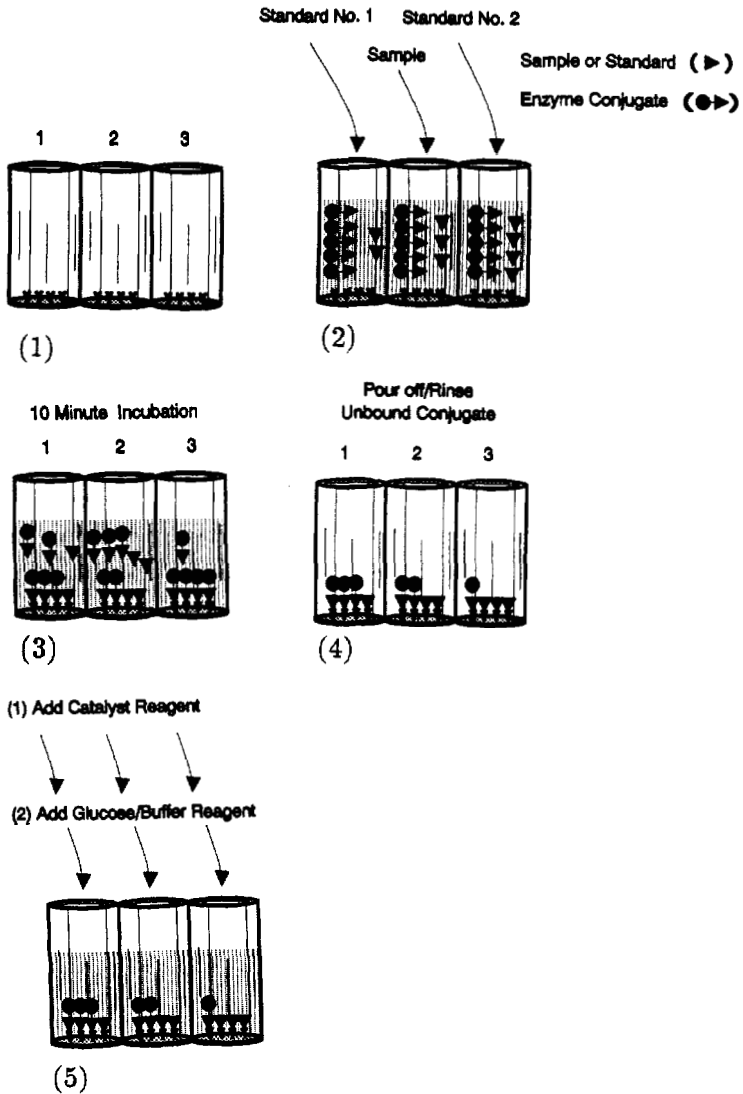 Standard No. 1 Standard No. 2
Sample
Sample or Standard (▶)
Enzyme Conjugate (●▶)
1 2 3
(1)
(2)
10 Minute Incubation
1 2 3
(3)
Pour off/Rinse
Unbound Conjugate
1 2 3
(4)
(1) Add Catalyst Reagent
(2) Add Glucose/Buffer Reagent
(5)